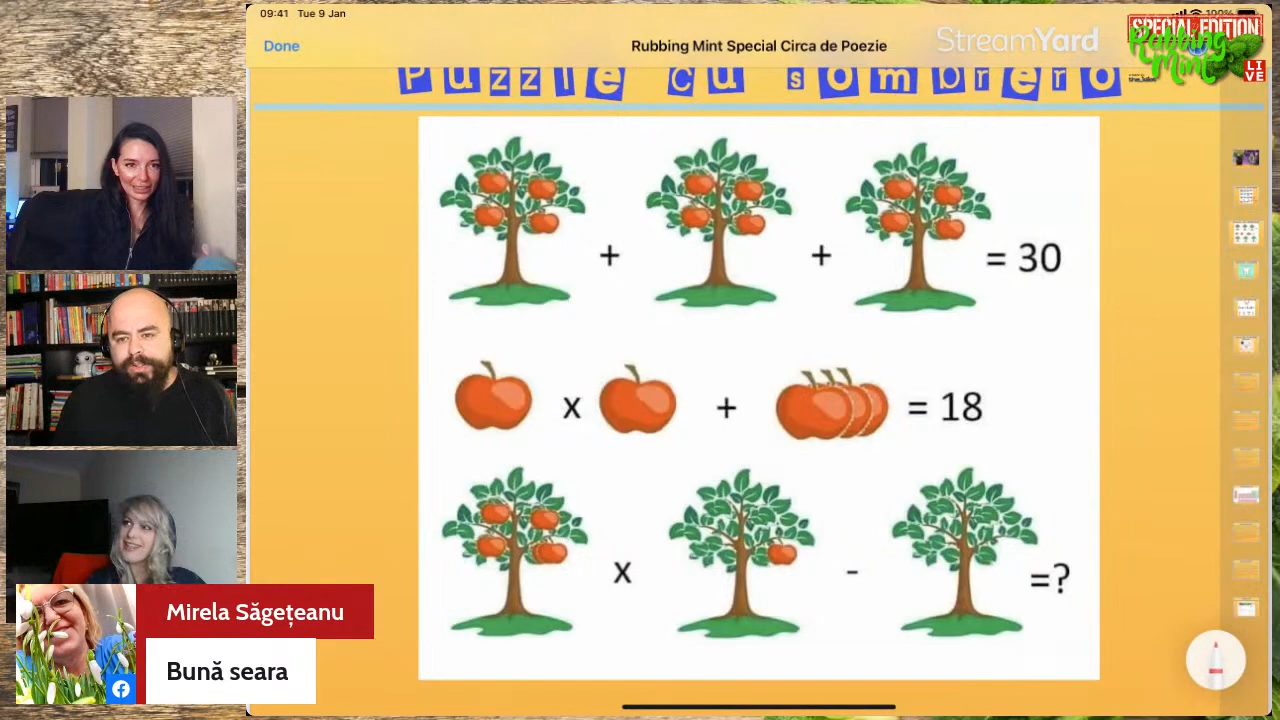 09:41 Tue 9 Jan
Done
Rubbing Mint Special Circa de Poezie
StreamYard
SPECIAL EDITION
Rubbing
Mint
LIVE
Puzzle cu sombrero
+ + = 30
x + = 18
x - =?
Mirela Săgețeanu
Bună seara